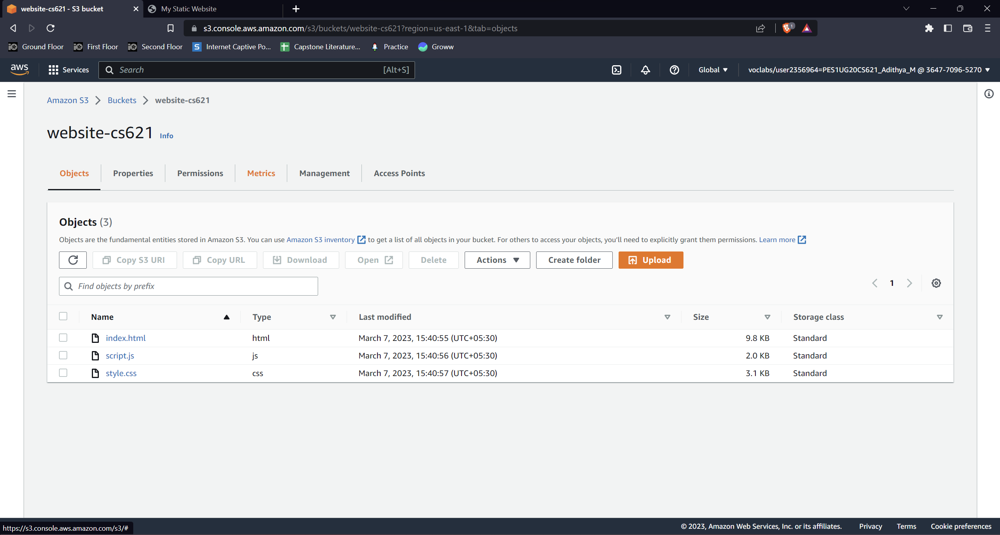 website-cs621 - S3 bucket
My Static Website
s3.console.aws.amazon.com/s3/buckets/website-cs621?region=us-east-1&tab=objects
1
Ground Floor
First Floor
Second Floor
S
Internet Captive Po...
Capstone Literature...
Practice
Groww
aws
Services
Search
[Alt+S]
Global
voclabs/user2356964=PES1UG20CS621_Adithya_M @ 3647-7096-5270
Amazon S3
Buckets
website-cs621
website-cs621
Info
Objects
Properties
Permissions
Metrics
Management
Access Points
Objects (3)
Objects are the fundamental entities stored in Amazon S3. You can use Amazon S3 inventory to get a list of all objects in your bucket. For others to access your objects, you'll need to explicitly grant them permissions. Learn more
Copy S3 URI
Copy URL
Download
Open
Delete
Actions
Create folder
Upload
Find objects by prefix
1
Name Type Last modified Size Storage class
index.html html March 7, 2023, 15:40:55 (UTC+05:30) 9.8 KB Standard
script.js js March 7, 2023, 15:40:56 (UTC+05:30) 2.0 KB Standard
style.css css March 7, 2023, 15:40:57 (UTC+05:30) 3.1 KB Standard
https://s3.console.aws.amazon.com/s3/#
© 2023, Amazon Web Services, Inc. or its affiliates.
Privacy
Terms
Cookie preferences